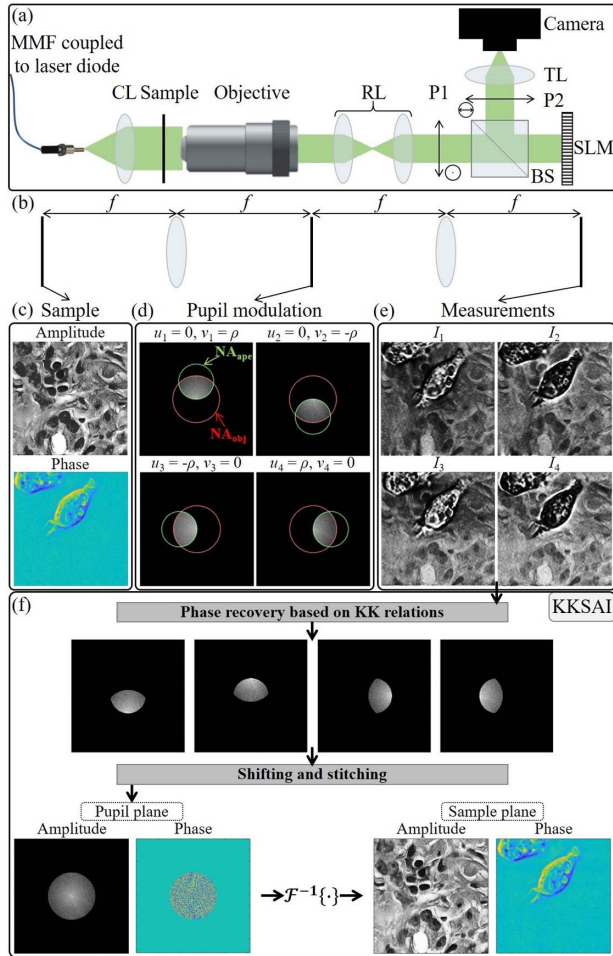 (a)
MMF coupled
to laser diode
CL Sample
Objective
RL
P1
Camera
TL
P2
SLM
BS
(b)
f
f
f
f
(c)
Sample
Amplitude
Phase
(d)
Pupil modulation
u₁ = 0, v₁ = ρ
u₂ = 0, v₂ = -ρ
NAₐₚₑ
NAₒbⱼ
u₃ = -ρ, v₃ = 0
u₄ = ρ, v₄ = 0
(e)
Measurements
I₁
I₂
I₃
I₄
(f)
KKSAI
Phase recovery based on KK relations
Shifting and stitching
Pupil plane
Amplitude
Phase
ℱ⁻¹{·}
Sample plane
Amplitude
Phase